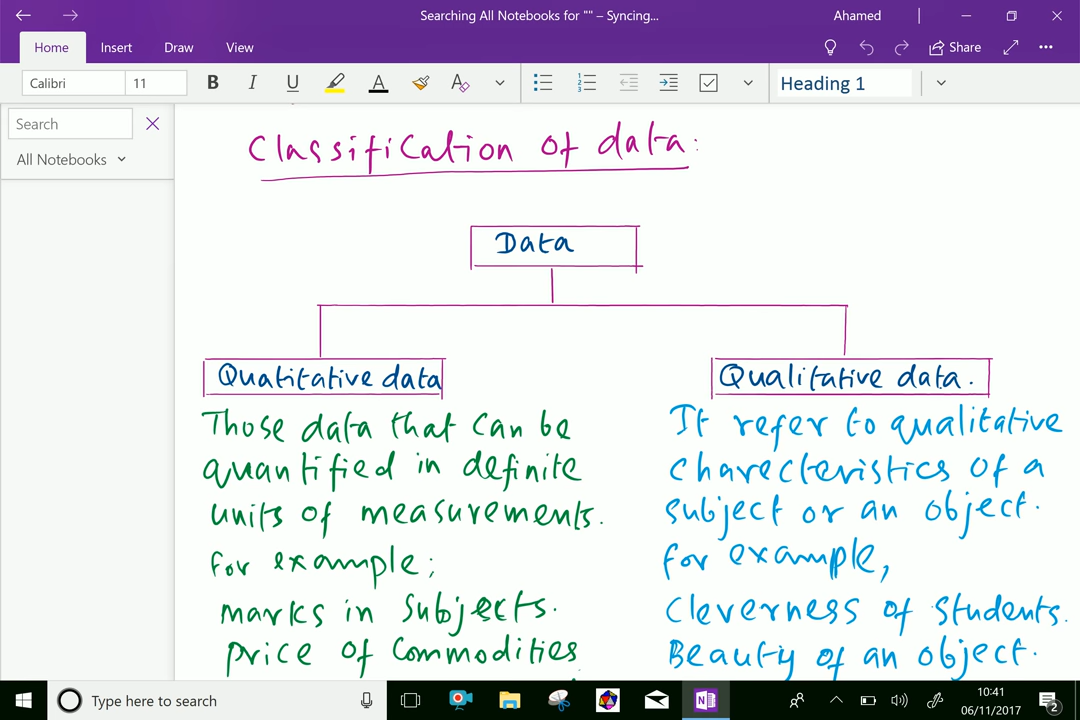 Searching All Notebooks for "" – Syncing...
Ahamed
Home Insert Draw View
Share
Calibri 11 B I U A A Heading 1
Search
All Notebooks
Classification of data:
Data
Quatitative data
Those data that can be
quantified in definite
units of measurements.
for example;
marks in subjects.
price of commodities
Qualitative data.
It refer to qualitative
charecteristics of a
subject or an object.
for example,
Cleverness of students.
Beauty of an object.
Type here to search
10:41
06/11/2017
2